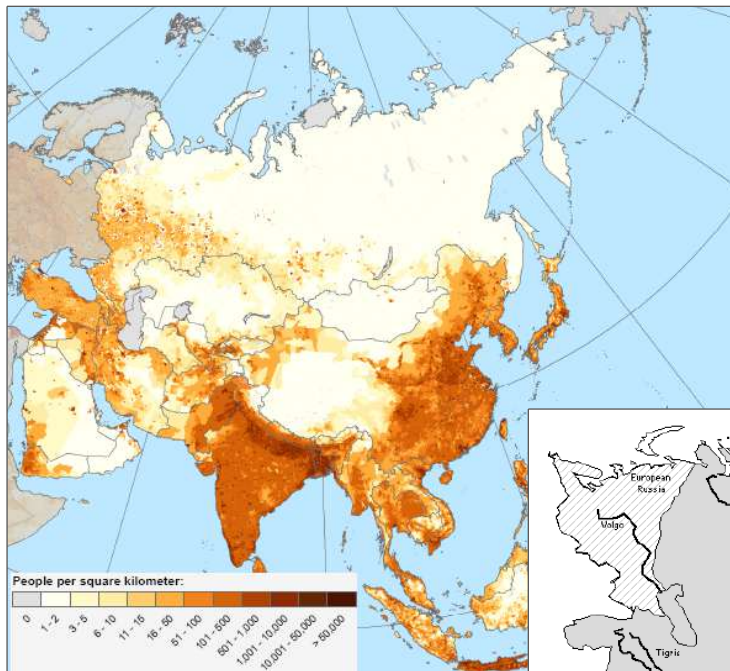 European
Russia
Volga
Tigris
People per square kilometer:
0
1 - 2
3 - 5
6 - 10
11 - 15
16 - 50
51 - 100
101 - 500
501 - 1,000
1,001 - 10,000
10,001 - 50,000
> 50,000